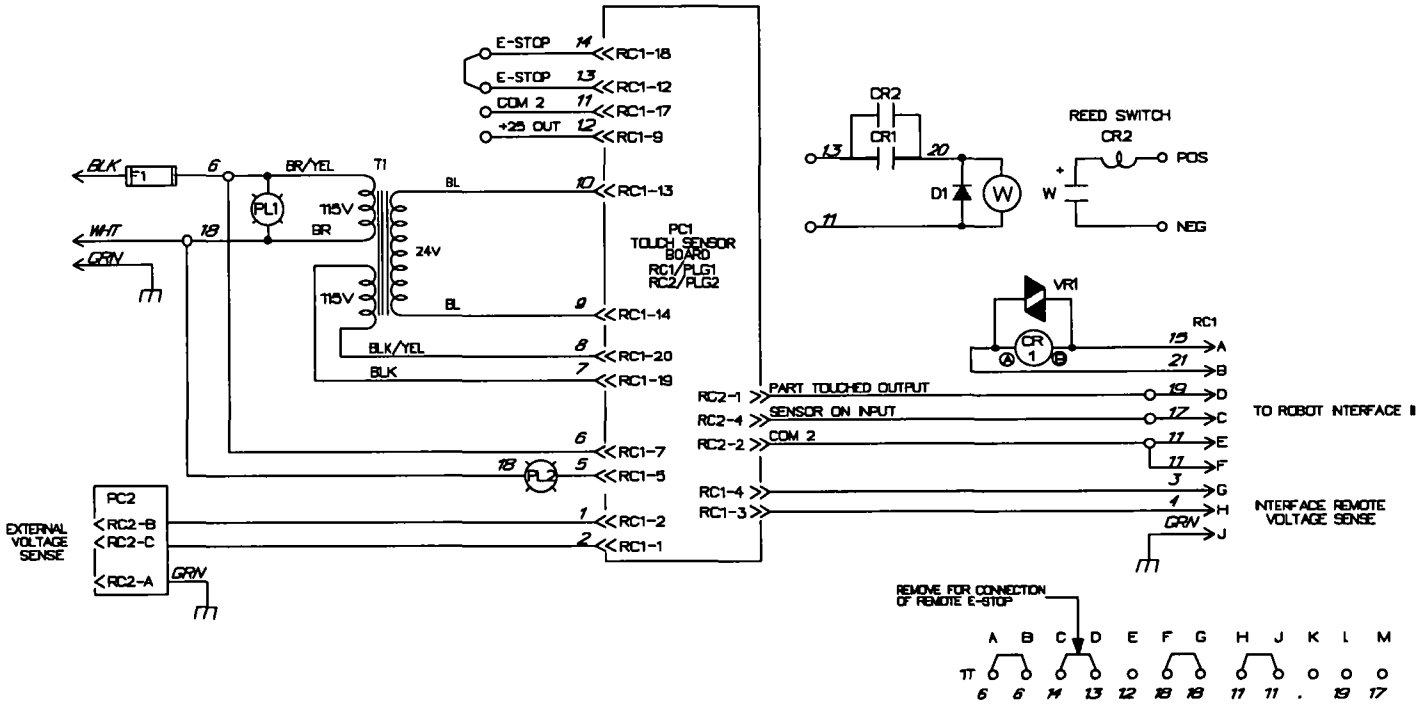 E-STOP 14 RC1-18
E-STOP 13 RC1-12
COM 2 11 RC1-17
+25 OUT 12 RC1-9
BLK F1 6 BR/YEL T1 BL 10 RC1-13
PL1 115V
WHT 18 BR
24V
GRN
115V BL 9 RC1-14
BLK/YEL 8 RC1-20
BLK 7 RC1-19
6 RC1-7
18 PL2 5 RC1-5
PC2
EXTERNAL
VOLTAGE
SENSE
RC2-B 1 RC1-2
RC2-C 2 RC1-1
RC2-A GRN
PC1
TOUCH SENSOR
BOARD
RC1/PLG1
RC2/PLG2
CR2
CR1
13 20
D1 W
11
REED SWITCH
CR2
+ POS
W
NEG
VR1
CR
1
A B
RC1
15 A
21 B
RC2-1 PART TOUCHED OUTPUT 19 D
RC2-4 SENSOR ON INPUT 17 C
TO ROBOT INTERFACE II
RC2-2 COM 2 11 E
11 F
RC1-4 3 G
RC1-3 4 H
INTERFACE REMOTE
VOLTAGE SENSE
GRN J
REMOVE FOR CONNECTION
OF REMOTE E-STOP
A B C D E F G H J K L M
6 6 14 13 12 18 18 11 11 . 19 17